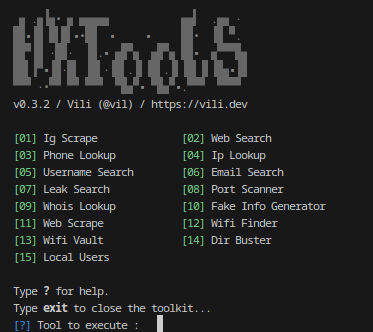 v0.3.2 / Vili (@vil) / https://vili.dev
[01] Ig Scrape [02] Web Search
[03] Phone Lookup [04] Ip Lookup
[05] Username Search [06] Email Search
[07] Leak Search [08] Port Scanner
[09] Whois Lookup [10] Fake Info Generator
[11] Web Scrape [12] Wifi Finder
[13] Wifi Vault [14] Dir Buster
[15] Local Users
Type ? for help.
Type exit to close the toolkit...
[?] Tool to execute :